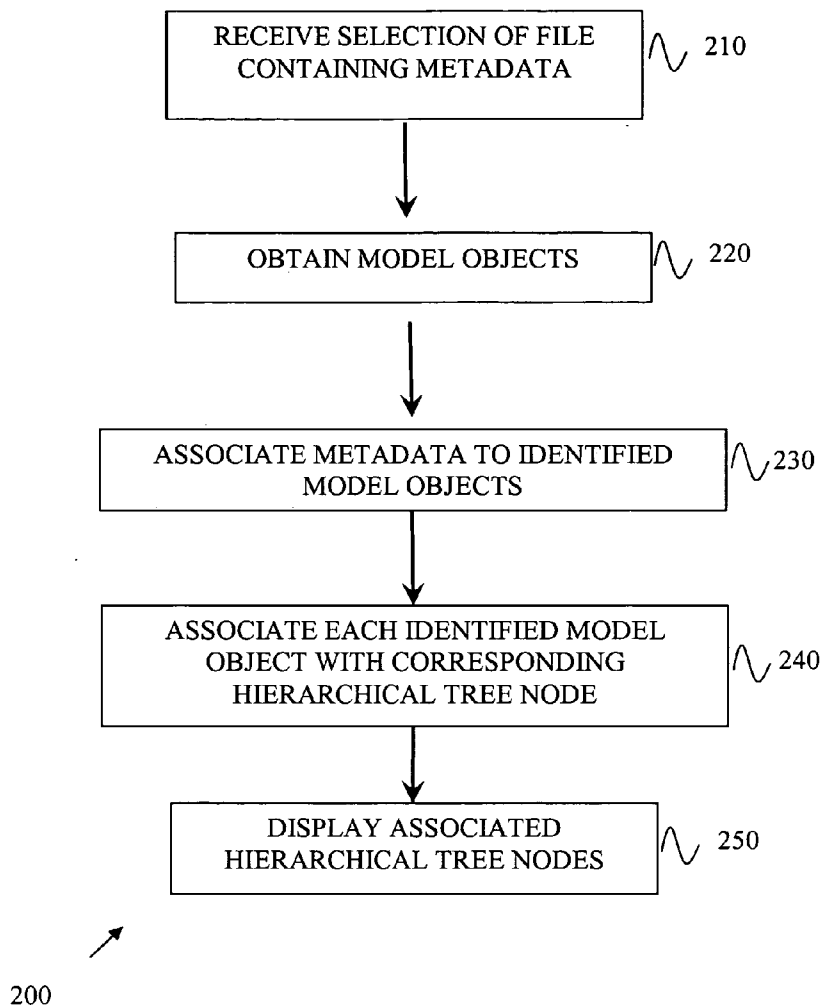 RECEIVE SELECTION OF FILE
CONTAINING METADATA
210
OBTAIN MODEL OBJECTS
220
ASSOCIATE METADATA TO IDENTIFIED
MODEL OBJECTS
230
ASSOCIATE EACH IDENTIFIED MODEL
OBJECT WITH CORRESPONDING
HIERARCHICAL TREE NODE
240
DISPLAY ASSOCIATED
HIERARCHICAL TREE NODES
250
200